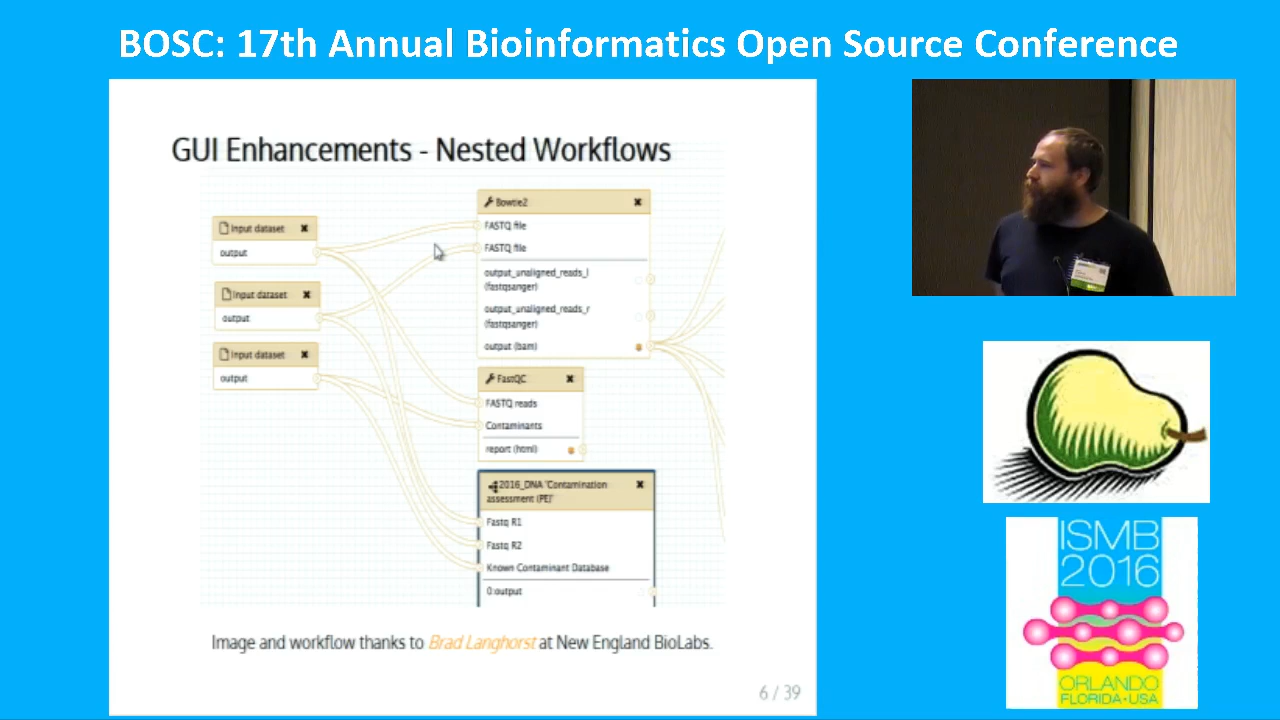 BOSC: 17th Annual Bioinformatics Open Source Conference
GUI Enhancements - Nested Workflows
Input dataset
output
Input dataset
output
Input dataset
output
Bowtie2
FASTQ file
FASTQ file
output_unaligned_reads_l
(fastqsanger)
output_unaligned_reads_r
(fastqsanger)
output (bam)
FastQC
FASTQ reads
Contaminants
report (html)
2016_DNA 'Contamination
assessment (PE)'
Fastq R1
Fastq R2
Known Contaminant Database
0:output
Image and workflow thanks to Brad Langhorst at New England BioLabs.
6 / 39
ISMB
2016
ORLANDO
FLORIDA • USA